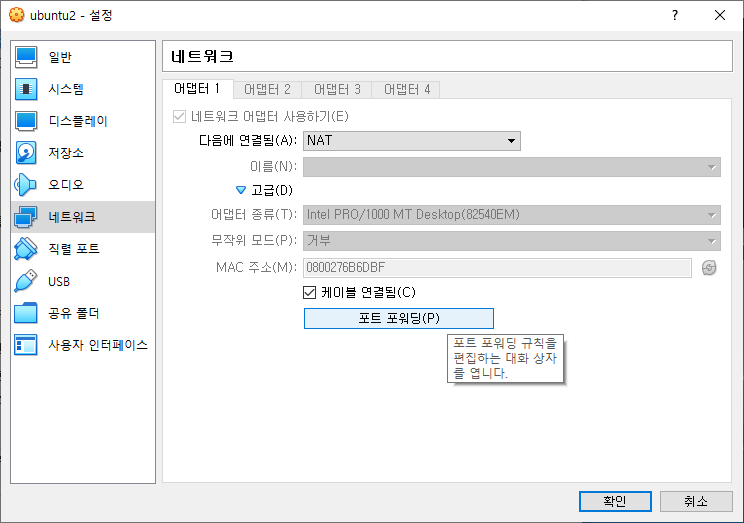 ubuntu2 - 설정
?
일반
시스템
디스플레이
저장소
오디오
네트워크
직렬 포트
USB
공유 폴더
사용자 인터페이스
네트워크
어댑터 1 어댑터 2 어댑터 3 어댑터 4
네트워크 어댑터 사용하기(E)
다음에 연결됨(A): NAT
이름(N):
고급(D)
어댑터 종류(T): Intel PRO/1000 MT Desktop(82540EM)
무작위 모드(P): 거부
MAC 주소(M): 0800276B6DBF
케이블 연결됨(C)
포트 포워딩(P)
포트 포워딩 규칙을
편집하는 대화 상자
를 엽니다.
확인 취소